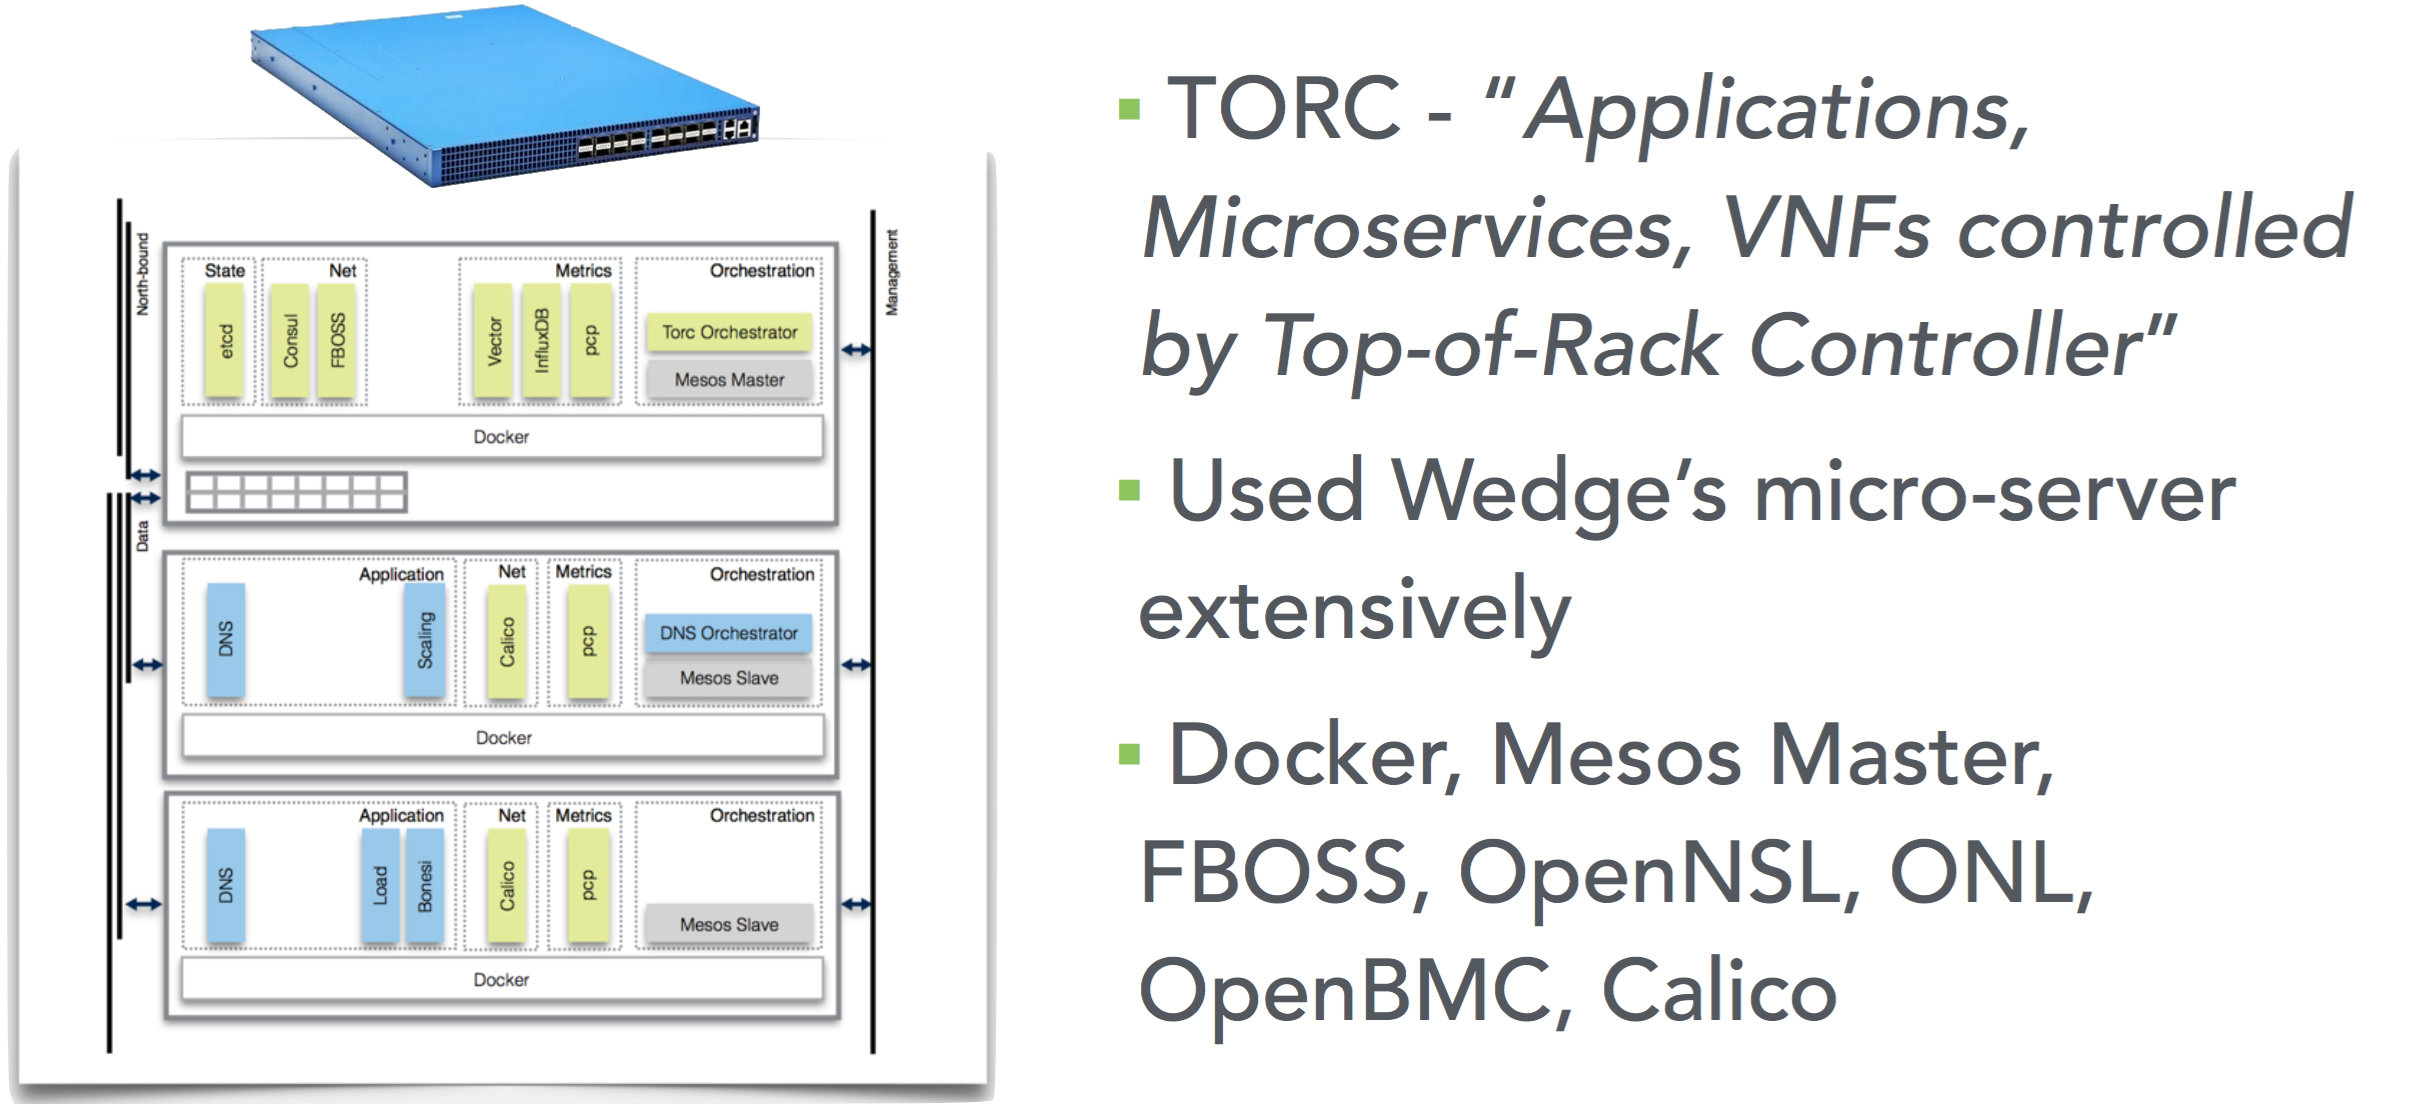 North-bound
Management
State
Net
Metrics
Orchestration
etcd
Consul
FBOSS
Vector
InfluxDB
pcp
Torc Orchestrator
Mesos Master
Docker
Data
Application
Net
Metrics
Orchestration
DNS
Scaling
Calico
pcp
DNS Orchestrator
Mesos Slave
Docker
Application
Net
Metrics
Orchestration
DNS
Load
Bonesi
Calico
pcp
Mesos Slave
Docker
▪ TORC - "Applications,
Microservices, VNFs controlled
by Top-of-Rack Controller"
▪ Used Wedge’s micro-server
extensively
▪ Docker, Mesos Master,
FBOSS, OpenNSL, ONL,
OpenBMC, Calico